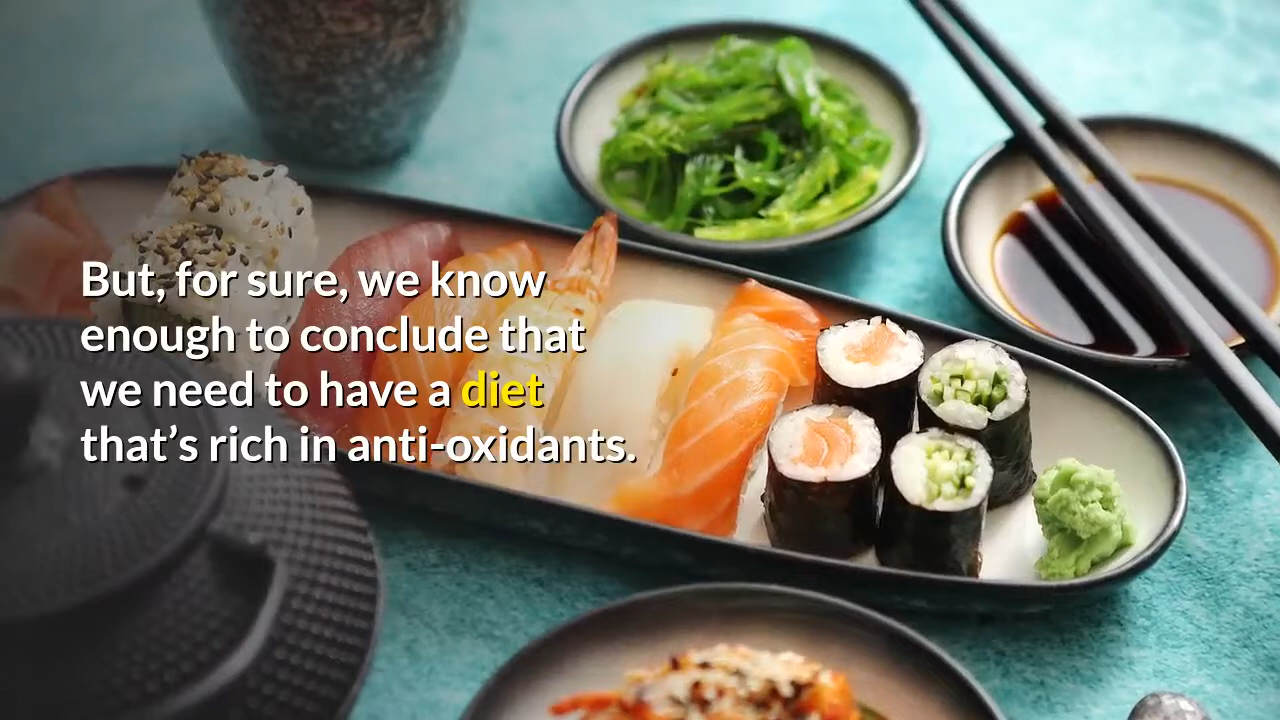 But, for sure, we know
enough to conclude that
we need to have a diet
that’s rich in anti-oxidants.